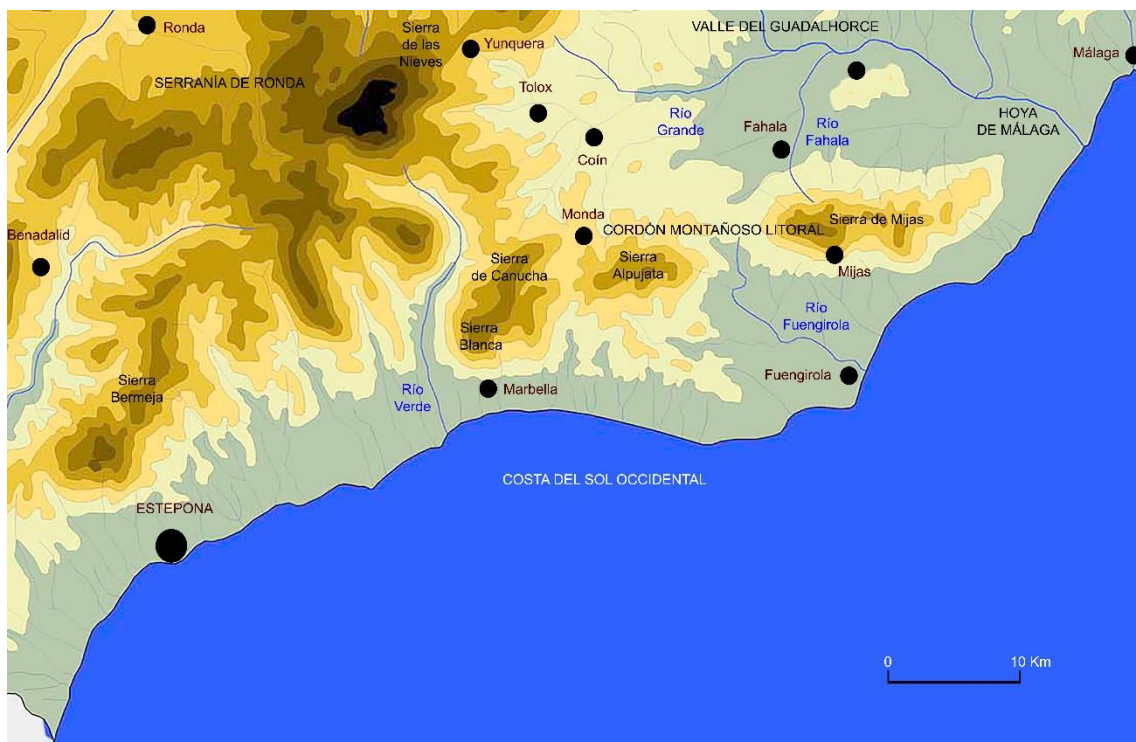 Ronda
Sierra
de las
Nieves
Yunquera
VALLE DEL GUADALHORCE
Málaga
SERRANÍA DE RONDA
Tolox
Río
Grande
Fahala
Río
Fahala
HOYA
DE MÁLAGA
Coín
Monda
CORDÓN MONTAÑOSO LITORAL
Sierra de Mijas
Benadalid
Sierra
de Canucha
Sierra
Alpujata
Mijas
Río
Fuengirola
Sierra
Blanca
Sierra
Bermeja
Río
Verde
Marbella
Fuengirola
COSTA DEL SOL OCCIDENTAL
ESTEPONA
0
10 Km